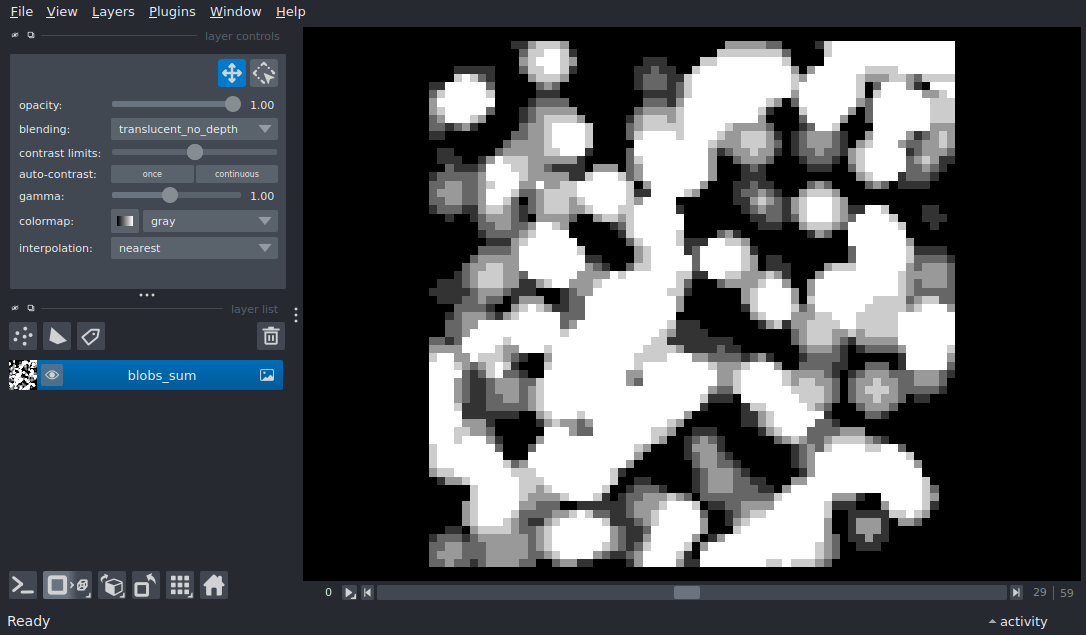 File View Layers Plugins Window Help
layer controls
opacity: 1.00
blending: translucent_no_depth
contrast limits:
auto-contrast: once continuous
gamma: 1.00
colormap: gray
interpolation: nearest
layer list
blobs_sum
0 29 | 59
Ready activity